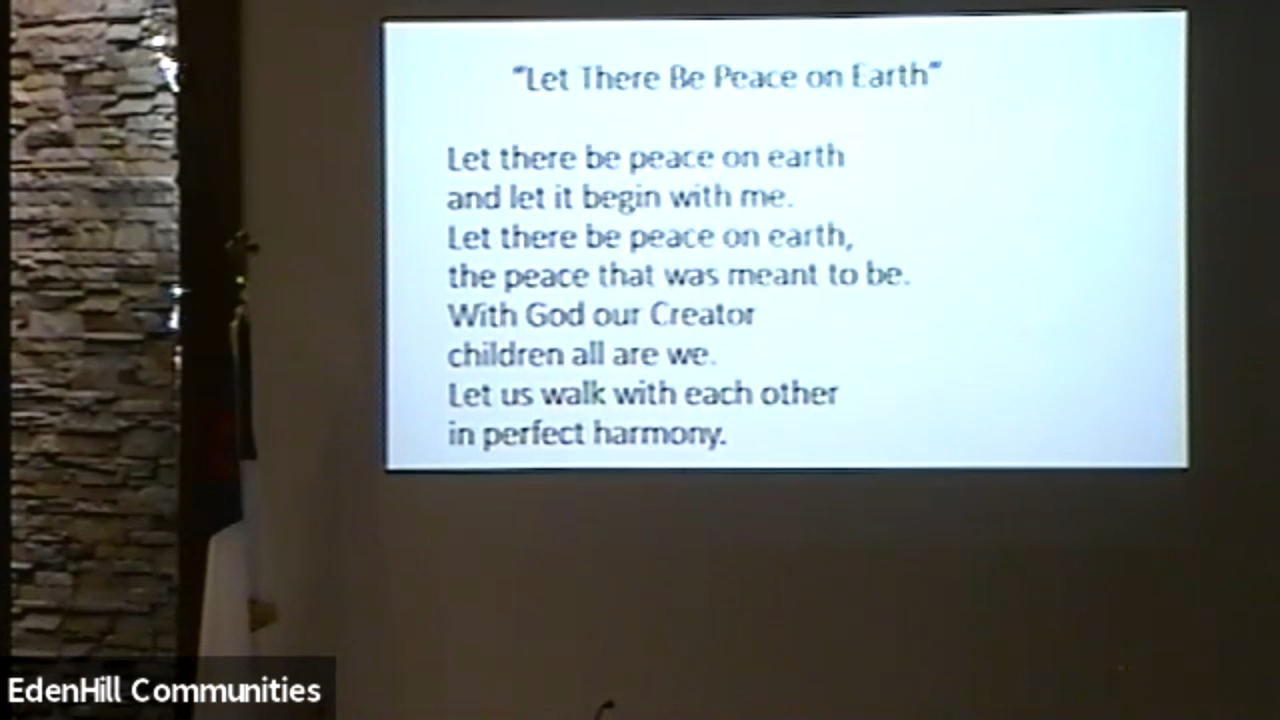 "Let There Be Peace on Earth"
Let there be peace on earth
and let it begin with me.
Let there be peace on earth,
the peace that was meant to be.
With God our Creator
children all are we.
Let us walk with each other
in perfect harmony.
EdenHill Communities